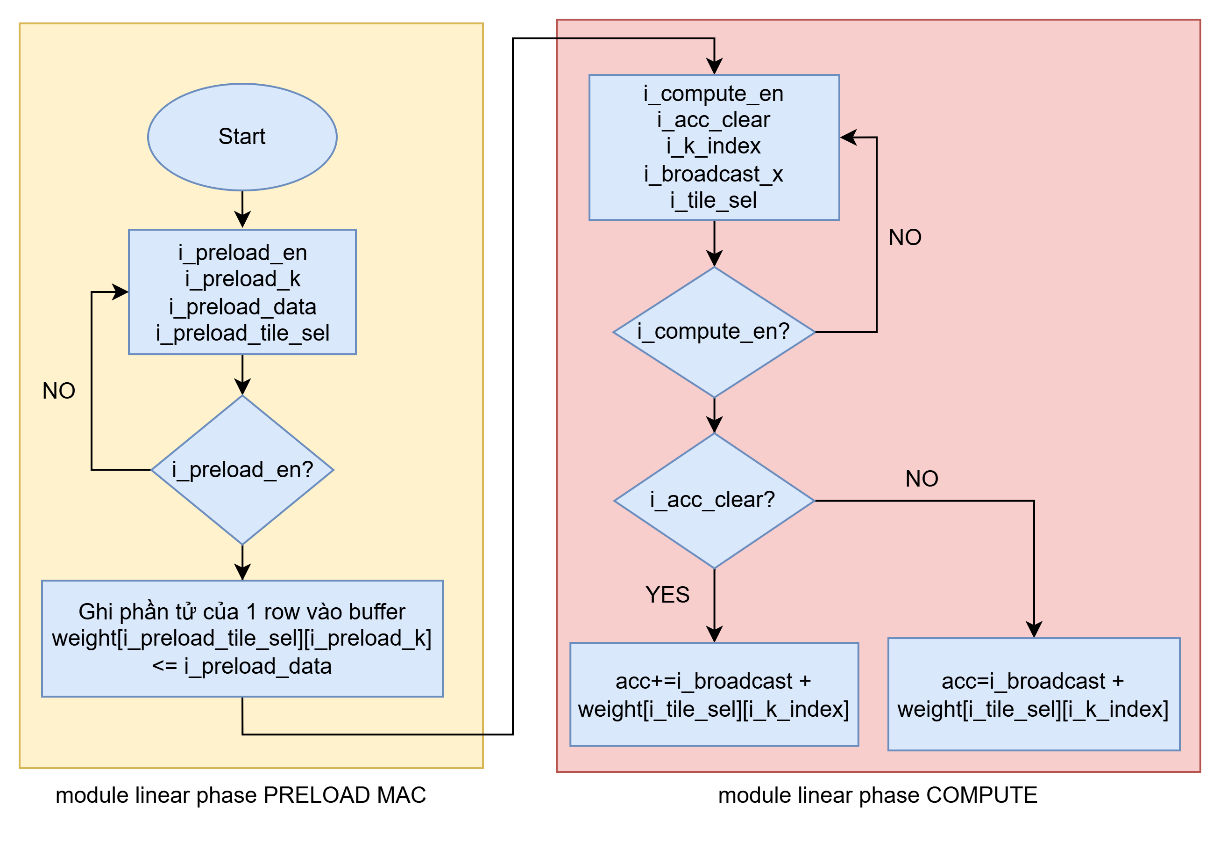 Start
i_preload_en
i_preload_k
i_preload_data
i_preload_tile_sel
NO
i_preload_en?
Ghi phần tử của 1 row vào buffer
weight[i_preload_tile_sel][i_preload_k]
<= i_preload_data
module linear phase PRELOAD MAC
i_compute_en
i_acc_clear
i_k_index
i_broadcast_x
i_tile_sel
NO
i_compute_en?
i_acc_clear?
NO
YES
acc+=i_broadcast +
weight[i_tile_sel][i_k_index]
acc=i_broadcast +
weight[i_tile_sel][i_k_index]
module linear phase COMPUTE